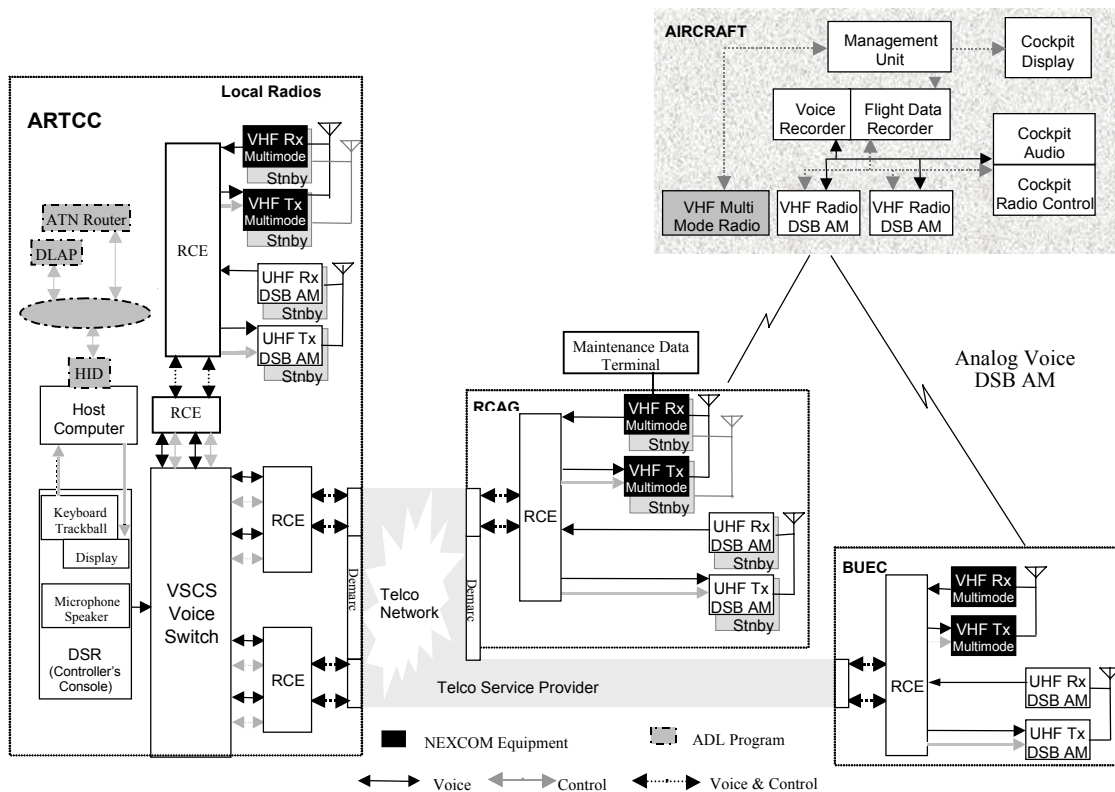 AIRCRAFT
Management
Unit
Cockpit
Display
Voice
Recorder
Flight Data
Recorder
Cockpit
Audio
Cockpit
Radio Control
VHF Multi
Mode Radio
VHF Radio
DSB AM
VHF Radio
DSB AM
Local Radios
ARTCC
VHF Rx
Multimode
Stnby
VHF Tx
Multimode
Stnby
ATN Router
DLAP
RCE
UHF Rx
DSB AM
Stnby
UHF Tx
DSB AM
Stnby
HID
Host
Computer
RCE
Keyboard
Trackball
Display
Microphone
Speaker
DSR
(Controller's
Console)
VSCS
Voice
Switch
RCE
RCE
Demarc
Telco
Network
Demarc
Telco Service Provider
Maintenance Data
Terminal
RCAG
VHF Rx
Multimode
Stnby
VHF Tx
Multimode
Stnby
RCE
UHF Rx
DSB AM
Stnby
UHF Tx
DSB AM
Stnby
Analog Voice
DSB AM
BUEC
VHF Rx
Multimode
VHF Tx
Multimode
RCE
UHF Rx
DSB AM
UHF Tx
DSB AM
NEXCOM Equipment
ADL Program
Voice
Control
Voice & Control